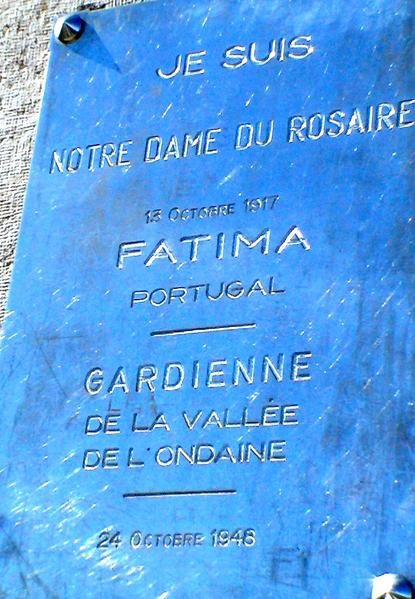 JE SUIS
NOTRE DAME DU ROSAIRE
13 OCTOBRE 1917
FATIMA
PORTUGAL
GARDIENNE
DE LA VALLÉE
DE L'ONDAINE
24 OCTOBRE 1948